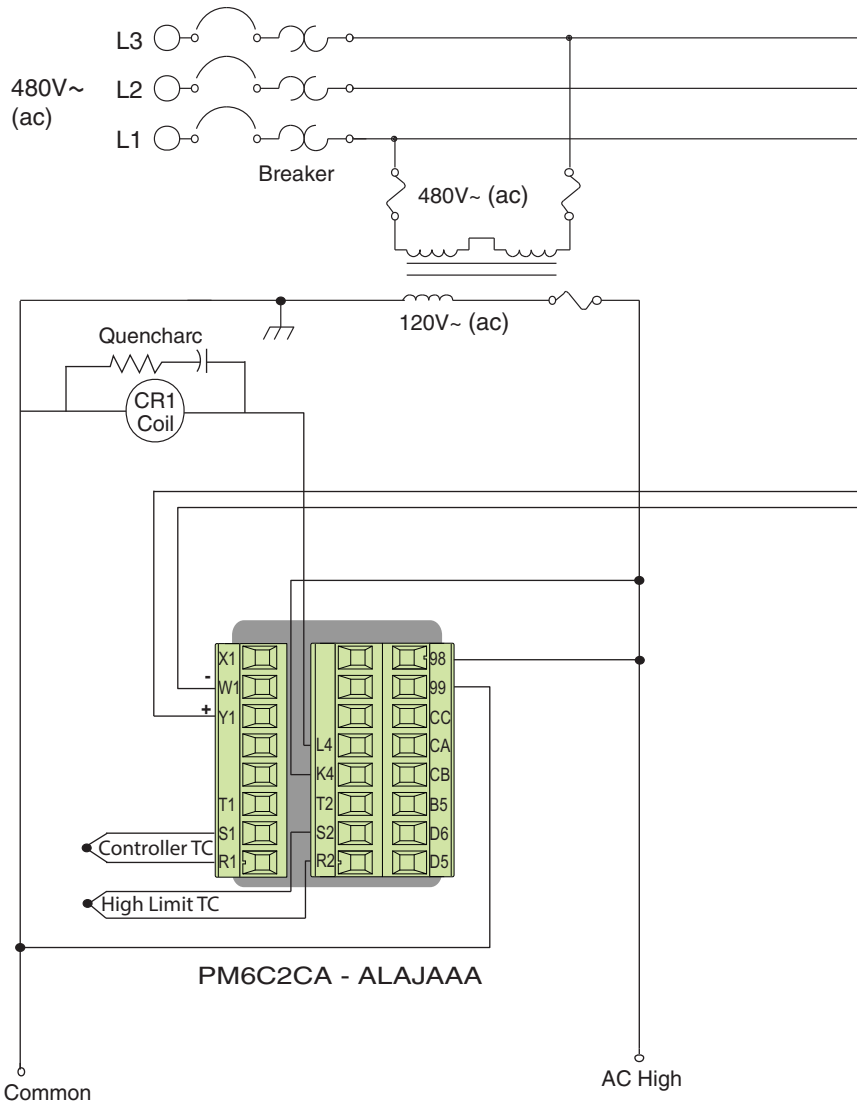 L3
480V~
(ac)
L2
L1
Breaker
480V~ (ac)
120V~ (ac)
Quencharc
CR1
Coil
X1
98
-
W1
99
+
Y1
CC
L4
CA
K4
CB
T1
T2
B5
S1
S2
D6
Controller TC
R1
R2
D5
High Limit TC
PM6C2CA - ALAJAAA
Common
AC High